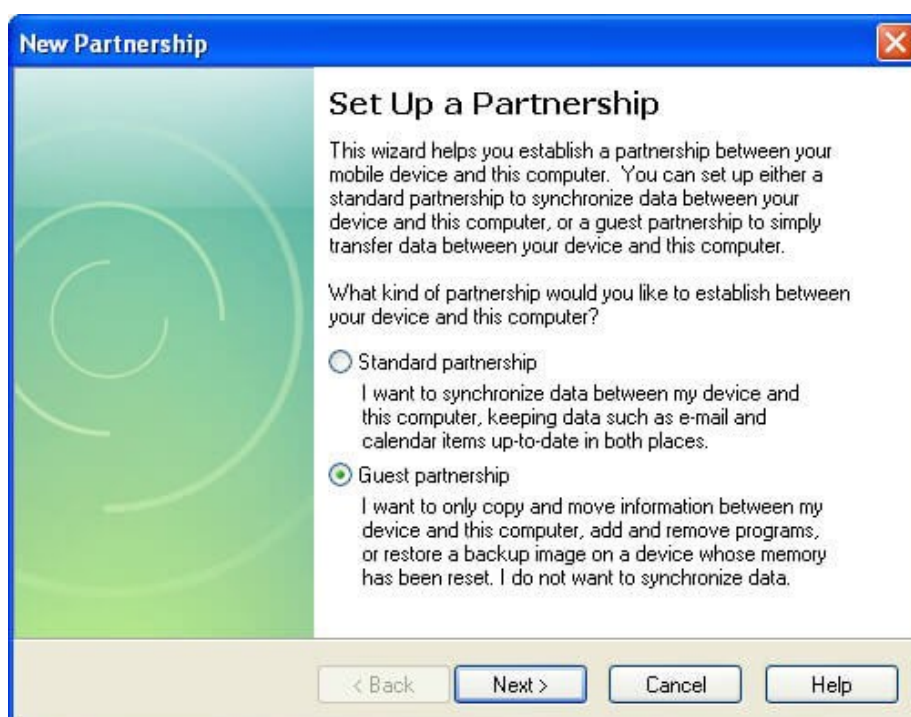 New Partnership
Set Up a Partnership
This wizard helps you establish a partnership between your
mobile device and this computer. You can set up either a
standard partnership to synchronize data between your
device and this computer, or a guest partnership to simply
transfer data between your device and this computer.
What kind of partnership would you like to establish between
your device and this computer?
Standard partnership
I want to synchronize data between my device and
this computer, keeping data such as e-mail and
calendar items up-to-date in both places.
Guest partnership
I want to only copy and move information between my
device and this computer, add and remove programs,
or restore a backup image on a device whose memory
has been reset. I do not want to synchronize data.
< Back Next > Cancel Help